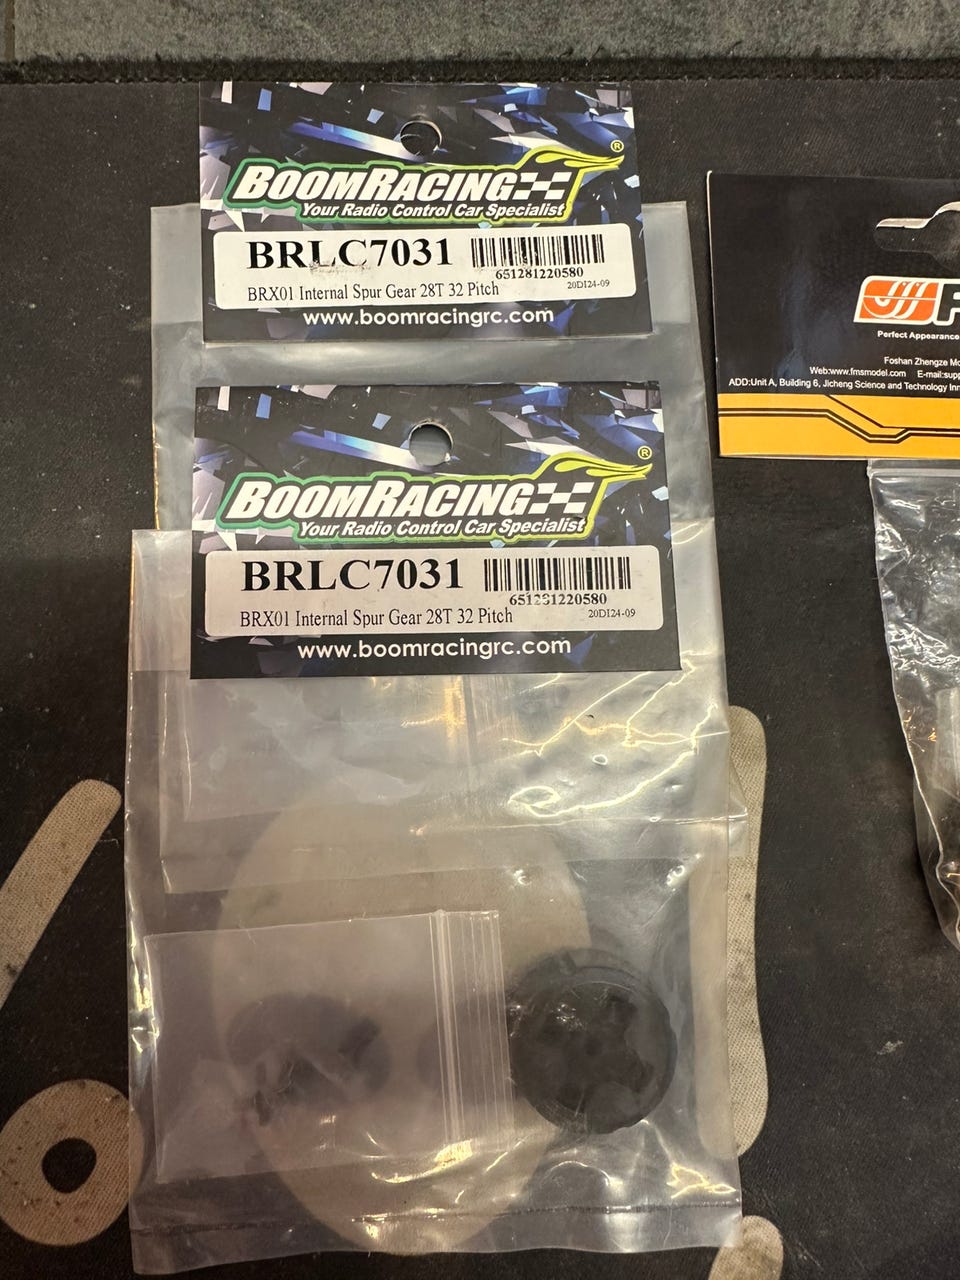 BOOMRACING®
Your Radio Control Car Specialist
BRLC7031
651281220580
BRX01 Internal Spur Gear 28T 32 Pitch
20DI24-09
www.boomracingrc.com
BOOMRACING®
Your Radio Control Car Specialist
BRLC7031
651281220580
BRX01 Internal Spur Gear 28T 32 Pitch
20DI24-09
www.boomracingrc.com
Perfect Appearance
Foshan Zhengze
Web:www.fmsmodel.com
ADD:Unit A, Building 6, Jicheng Science and Technology